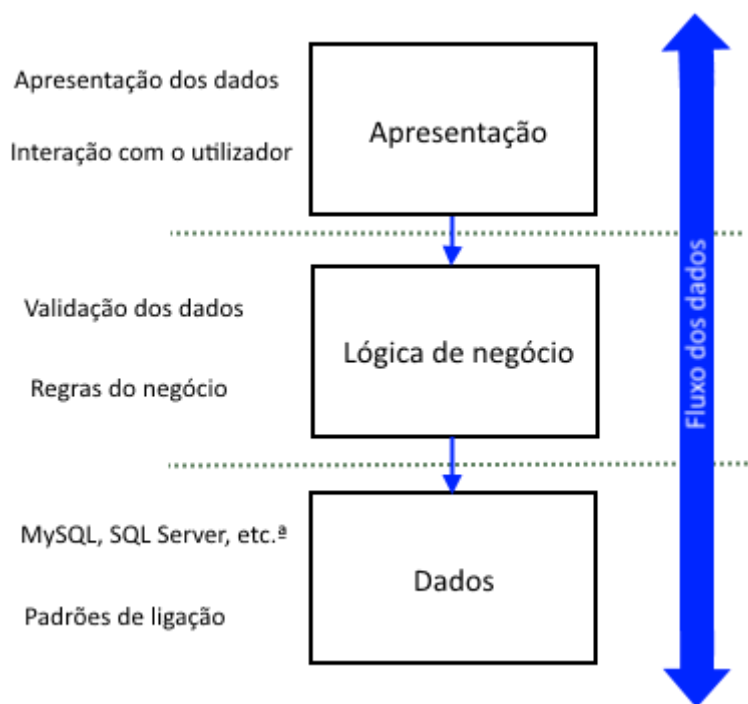 Apresentação dos dados
Interação com o utilizador
Apresentação
Validação dos dados
Regras do negócio
Lógica de negócio
MySQL, SQL Server, etc.ª
Padrões de ligação
Dados
Fluxo dos dados